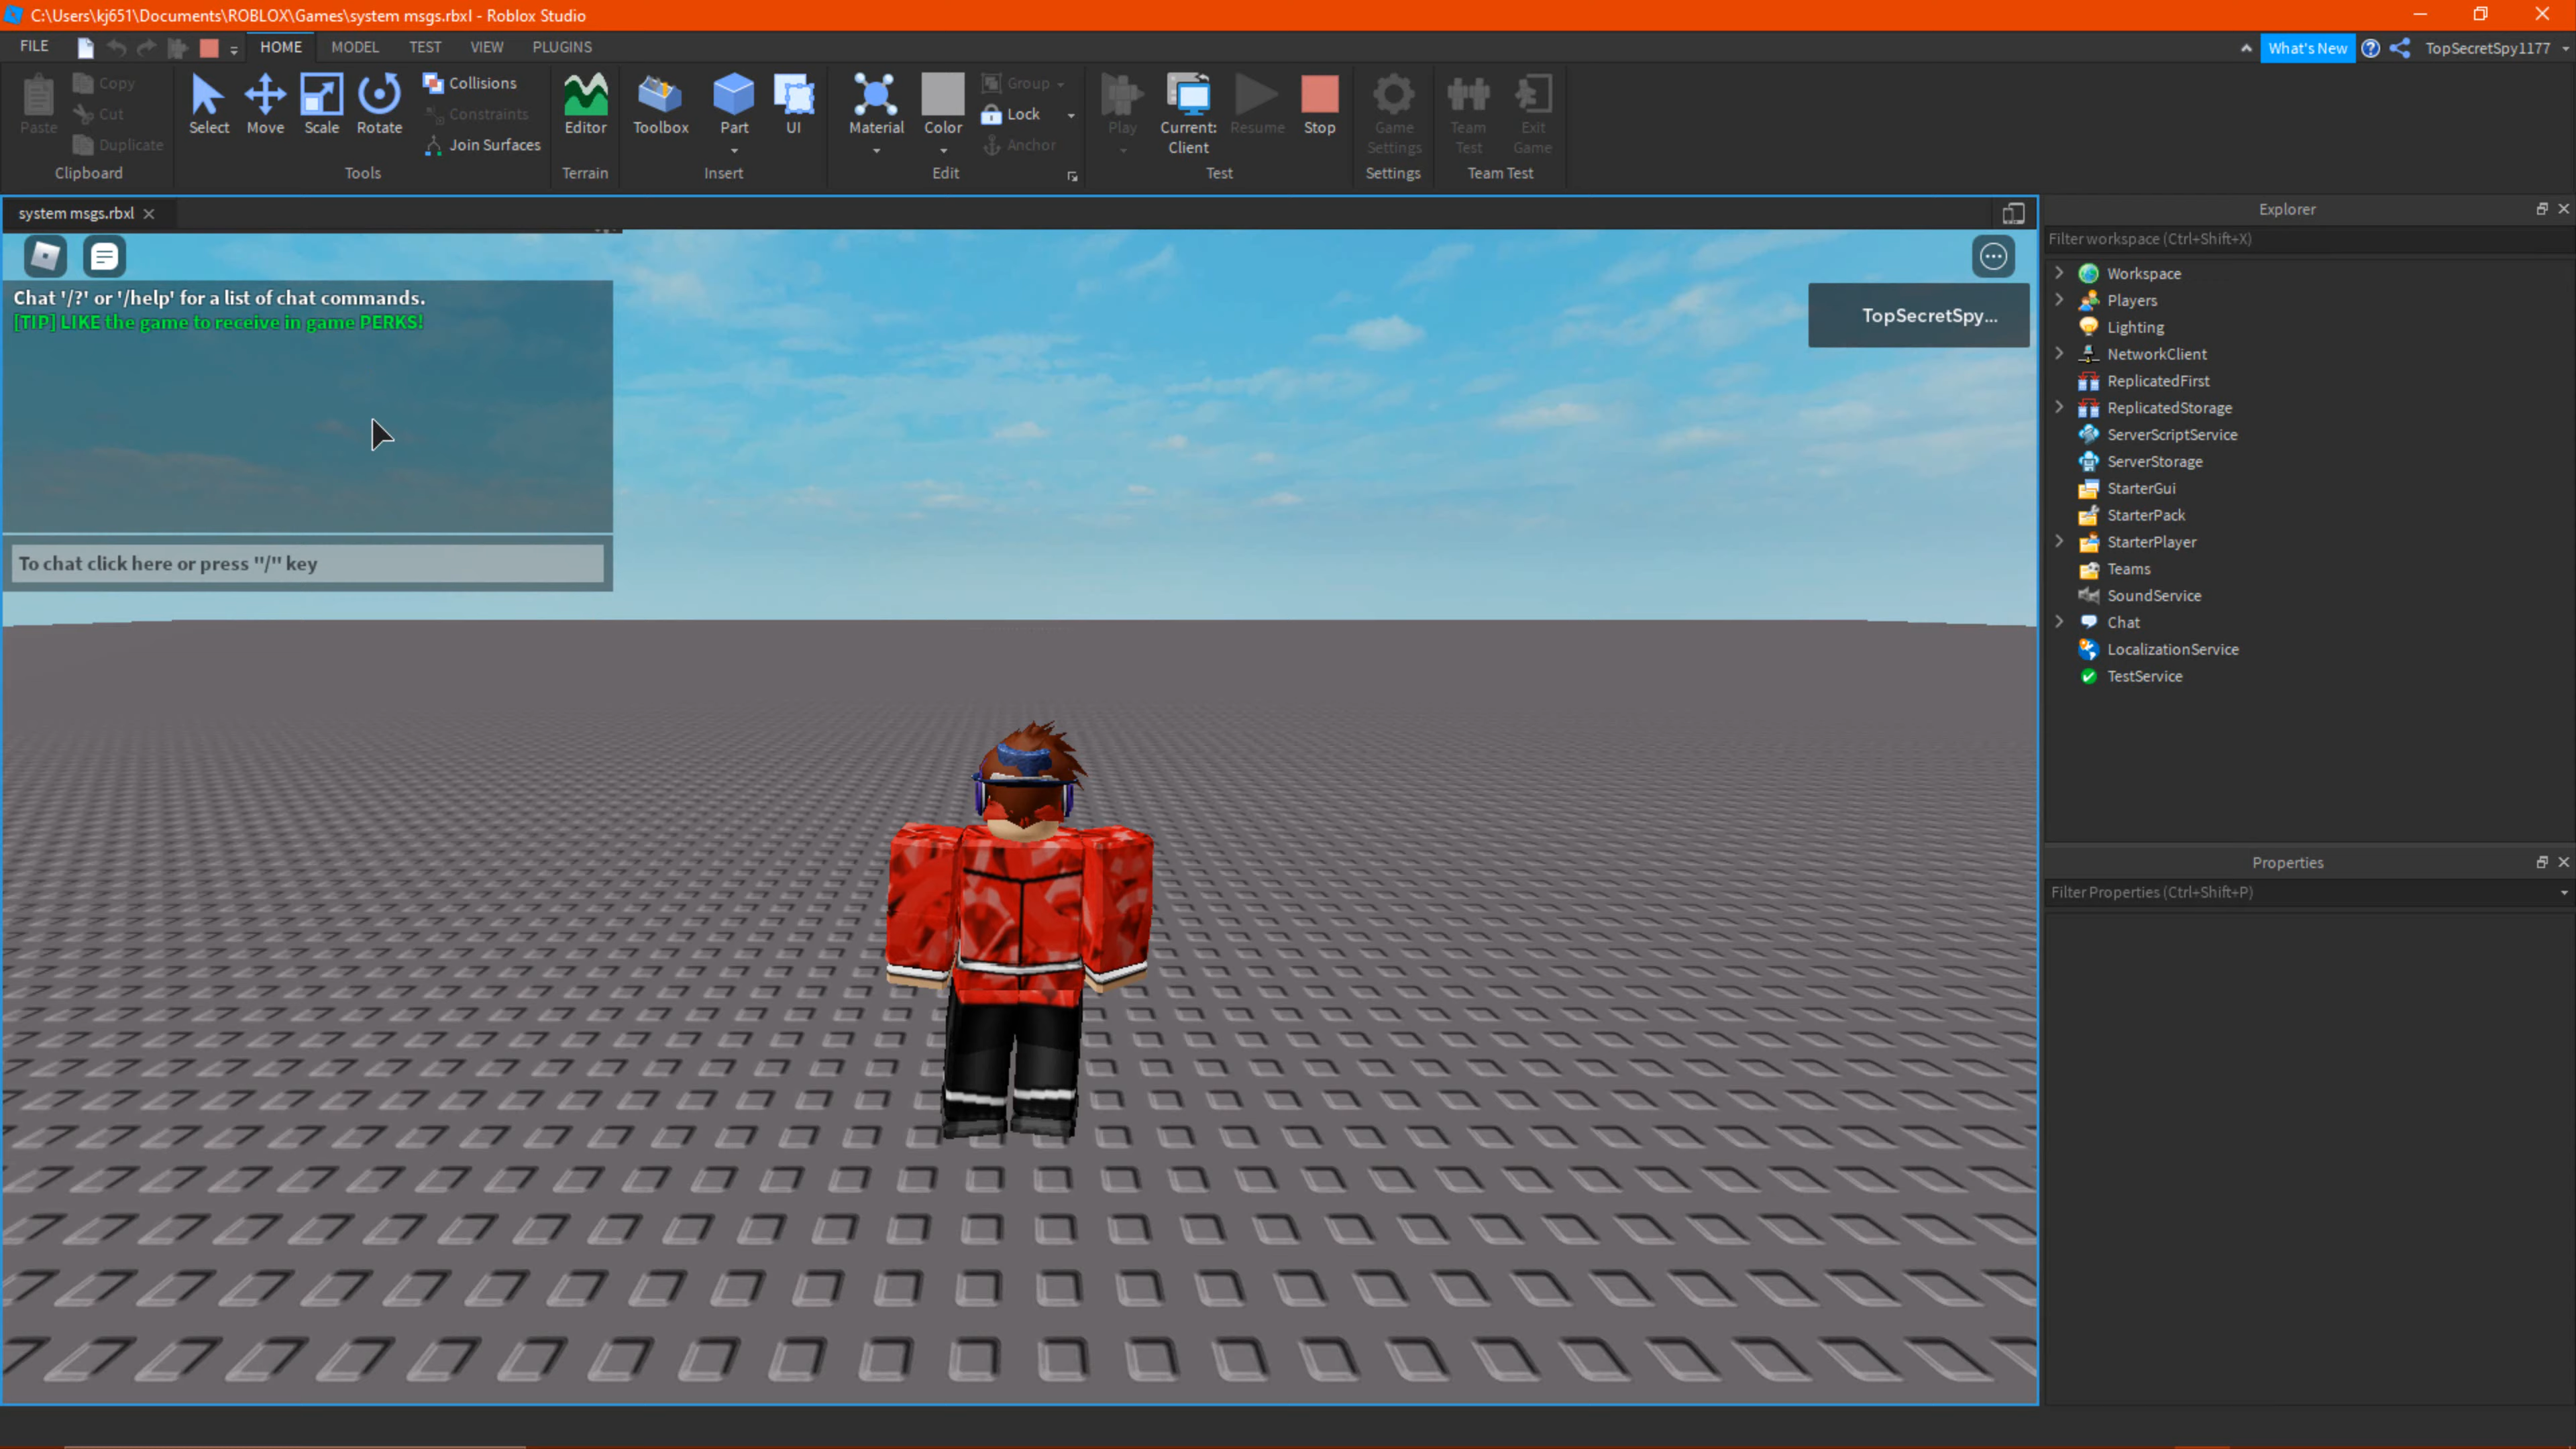 C:\Users\kj651\Documents\ROBLOX\Games\system msgs.rbxl - Roblox Studio
FILE HOME MODEL TEST VIEW PLUGINS What's New TopSecretSpy1177
Paste Copy Cut Duplicate
Clipboard
Select Move Scale Rotate Collisions Constraints Join Surfaces
Tools
Editor
Terrain
Toolbox Part UI
Insert
Material Color Group Lock Anchor
Edit
Play Current: Client Resume Stop
Test
Game Settings
Settings
Team Test Exit Game
Team Test
system msgs.rbxl
Chat '/?' or '/help' for a list of chat commands.
[TIP] LIKE the game to receive in game PERKS!
To chat click here or press "/" key
TopSecretSpy...
Explorer
Filter workspace (Ctrl+Shift+X)
Workspace
Players
Lighting
NetworkClient
ReplicatedFirst
ReplicatedStorage
ServerScriptService
ServerStorage
StarterGui
StarterPack
StarterPlayer
Teams
SoundService
Chat
LocalizationService
TestService
Properties
Filter Properties (Ctrl+Shift+P)